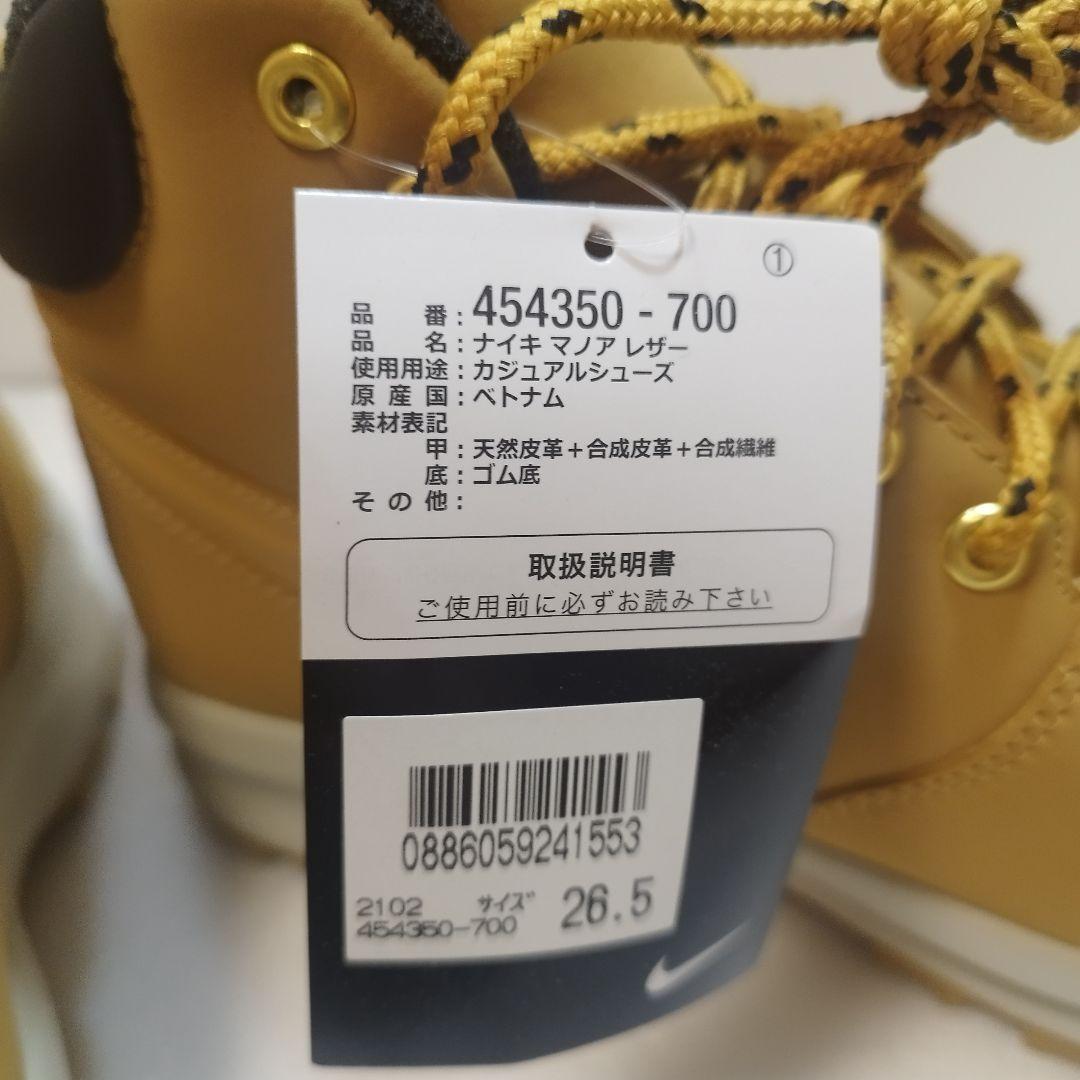 ①
品番:454350-700
品名:ナイキ マノア レザー
使用用途:カジュアルシューズ
原産国:ベトナム
素材表記
甲:天然皮革+合成皮革+合成繊維
底:ゴム底
その他:
取扱説明書
ご使用前に必ずお読み下さい
0886059241553
2102 サイズ 26.5
454350-700